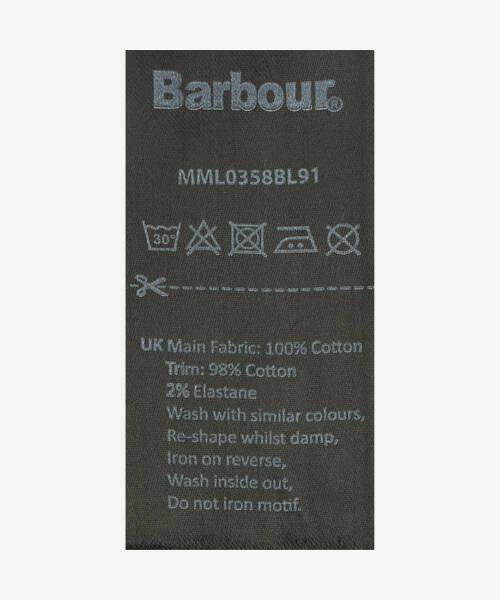 Barbour®
MML0358BL91
30°
UK Main Fabric: 100% Cotton
Trim: 98% Cotton
2% Elastane
Wash with similar colours,
Re-shape whilst damp,
Iron on reverse,
Wash inside out,
Do not iron motif.